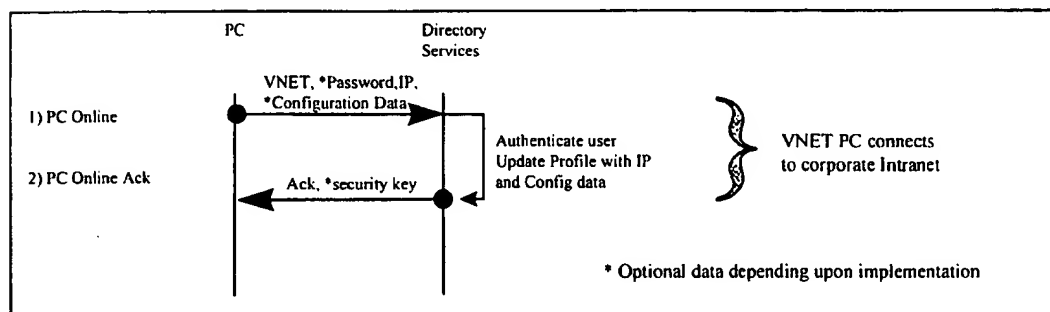 PC
Directory
Services
VNET, *Password,IP,
*Configuration Data
1) PC Online
Authenticate user
Update Profile with IP
and Config data
VNET PC connects
to corporate Intranet
2) PC Online Ack
Ack, *security key
* Optional data depending upon implementation